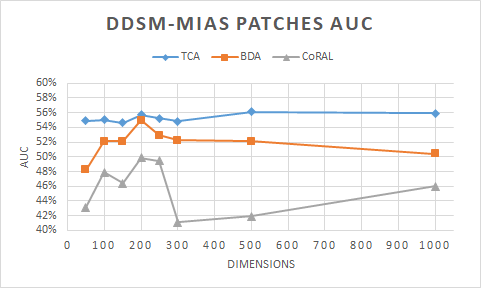 DDSM-MIAS PATCHES AUC
TCA BDA CoRAL
60%
58%
56%
54%
52%
50%
48%
46%
44%
42%
40%
AUC
0 100 200 300 400 500 600 700 800 900 1000
DIMENSIONS